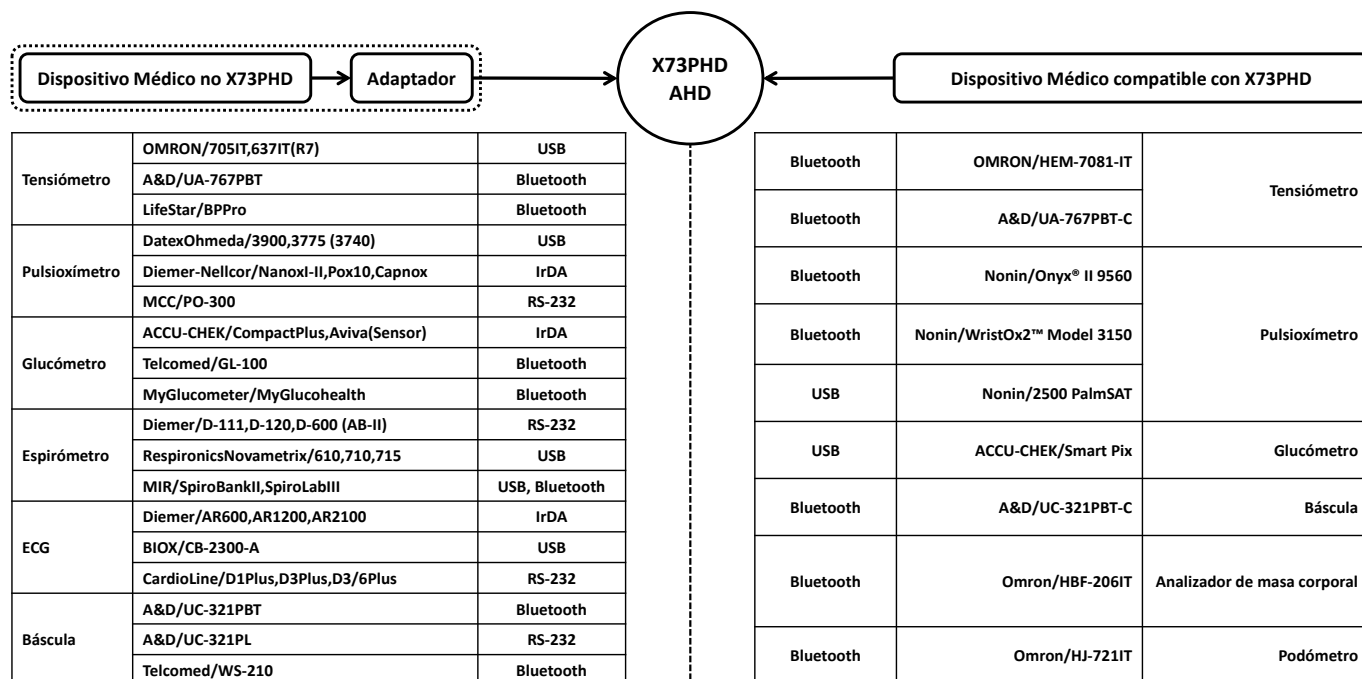 Dispositivo Médico no X73PHD
Adaptador
X73PHD
AHD
Dispositivo Médico compatible con X73PHD
Tensiómetro
OMRON/705IT,637IT(R7) USB
A&D/UA-767PBT Bluetooth
LifeStar/BPPro Bluetooth
Pulsioxímetro
DatexOhmeda/3900,3775 (3740) USB
Diemer-Nellcor/NanoxI-II,Pox10,Capnox IrDA
MCC/PO-300 RS-232
Glucómetro
ACCU-CHEK/CompactPlus,Aviva(Sensor) IrDA
Telcomed/GL-100 Bluetooth
MyGlucometer/MyGlucohealth Bluetooth
Espirómetro
Diemer/D-111,D-120,D-600 (AB-II) RS-232
RespironicsNovametrix/610,710,715 USB
MIR/SpiroBankII,SpiroLabIII USB, Bluetooth
ECG
Diemer/AR600,AR1200,AR2100 IrDA
BIOX/CB-2300-A USB
CardioLine/D1Plus,D3Plus,D3/6Plus RS-232
Báscula
A&D/UC-321PBT Bluetooth
A&D/UC-321PL RS-232
Telcomed/WS-210 Bluetooth
Bluetooth OMRON/HEM-7081-IT
Tensiómetro
Bluetooth A&D/UA-767PBT-C
Bluetooth Nonin/Onyx® II 9560
Bluetooth Nonin/WristOx2™ Model 3150 Pulsioxímetro
USB Nonin/2500 PalmSAT
USB ACCU-CHEK/Smart Pix Glucómetro
Bluetooth A&D/UC-321PBT-C Báscula
Bluetooth Omron/HBF-206IT Analizador de masa corporal
Bluetooth Omron/HJ-721IT Podómetro